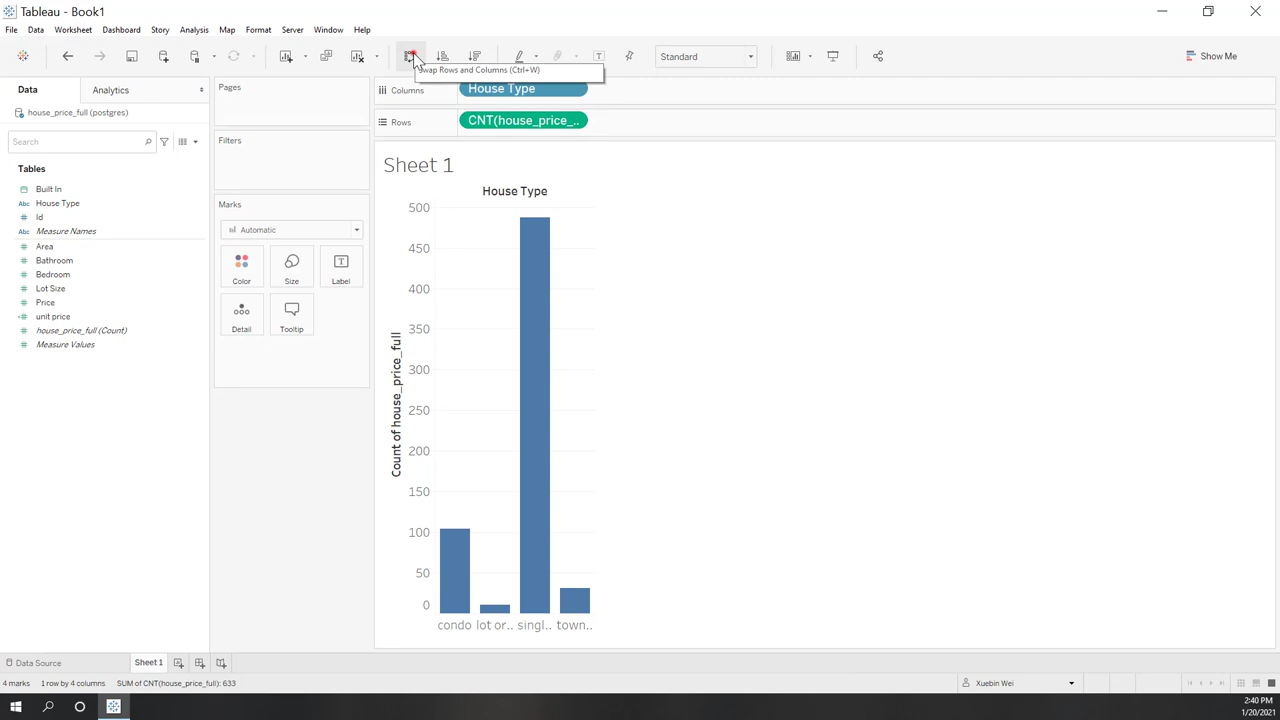 Tableau - Book1
File Data Worksheet Dashboard Story Analysis Map Format Server Window Help
Standard
Show Me
Swap Rows and Columns (Ctrl+W)
Data Analytics
Pages
Columns House Type
house_price_full (postgres)
Rows CNT(house_price_..
Search
Filters
Sheet 1
Tables
House Type
Abc House Type
Built In
Id
Abc Measure Names
Area
Bathroom
Bedroom
Lot Size
Price
unit price
house_price_full (Count)
Measure Values
Marks
Automatic
Color Size Label
Detail Tooltip
Count of house_price_full
500
450
400
350
300
250
200
150
100
50
0
condo lot or.. singl.. town..
Data Source Sheet 1
4 marks 1 row by 4 columns SUM of CNT(house_price_full): 633
Xuebin Wei
2:40 PM
1/20/2021